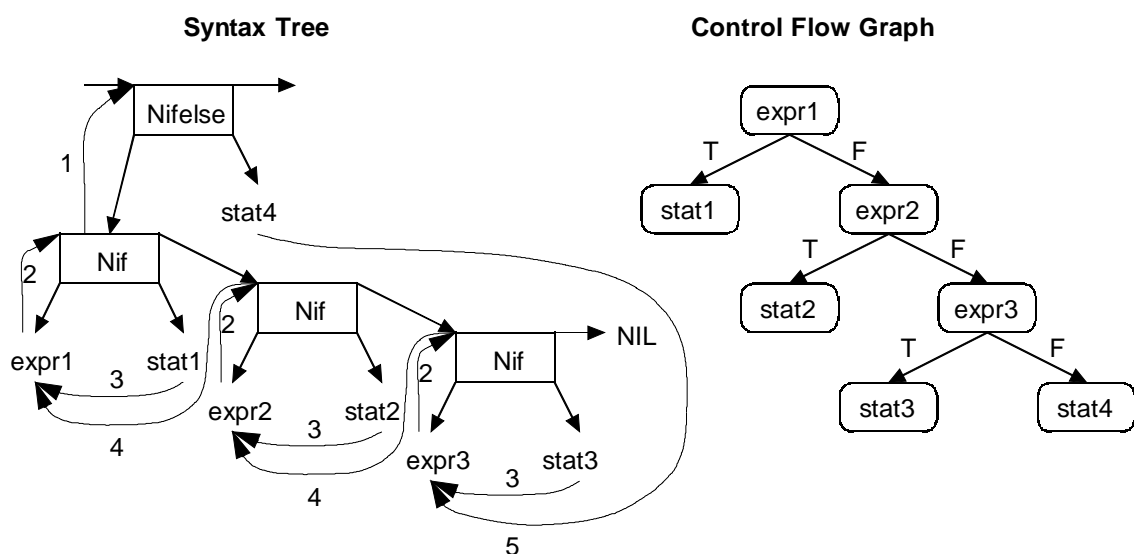 Syntax Tree
Control Flow Graph
Nifelse
expr1
1
T
F
stat4
stat1
expr2
2
Nif
T
F
2
Nif
stat2
expr3
NIL
expr1
3
stat1
2
Nif
T
F
4
expr2
3
stat2
stat3
stat4
4
expr3
3
stat3
5